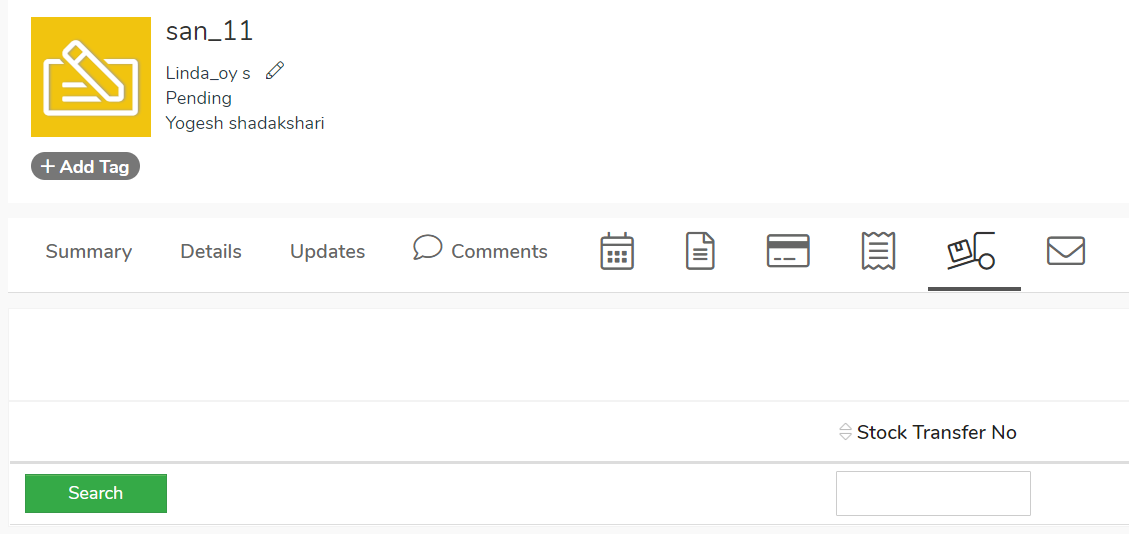 san_11
Linda_oy s
Pending
Yogesh shadakshari
+ Add Tag
Summary
Details
Updates
Comments
Stock Transfer No
Search